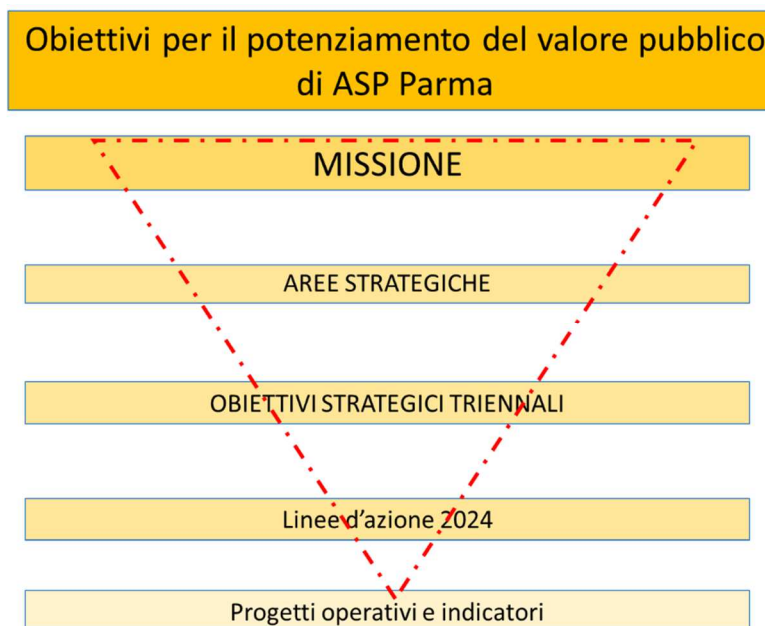 Obiettivi per il potenziamento del valore pubblico
di ASP Parma
MISSIONE
AREE STRATEGICHE
OBIETTIVI STRATEGICI TRIENNALI
Linee d’azione 2024
Progetti operativi e indicatori